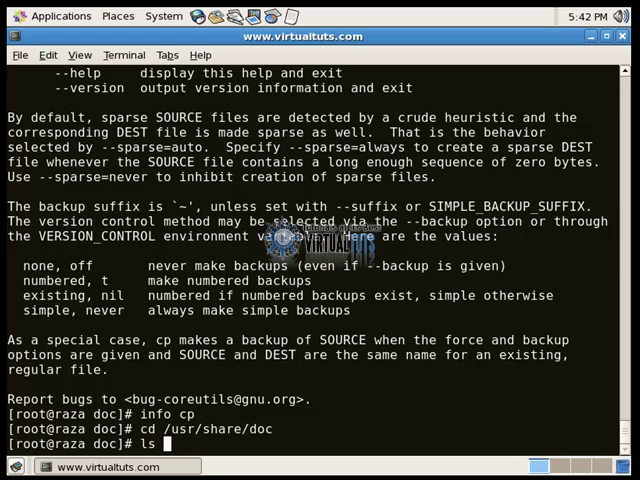 Applications Places System 5:42 PM
www.virtualtuts.com
File Edit View Terminal Tabs Help
--help display this help and exit
--version output version information and exit
By default, sparse SOURCE files are detected by a crude heuristic and the
corresponding DEST file is made sparse as well. That is the behavior
selected by --sparse=auto. Specify --sparse=always to create a sparse DEST
file whenever the SOURCE file contains a long enough sequence of zero bytes.
Use --sparse=never to inhibit creation of sparse files.
The backup suffix is `~', unless set with --suffix or SIMPLE_BACKUP_SUFFIX.
The version control method may be selected via the --backup option or through
the VERSION_CONTROL environment Here are the values:
VIRTUALTUTS
none, off never make backups (even if --backup is given)
numbered, t make numbered backups
existing, nil numbered if numbered backups exist, simple otherwise
simple, never always make simple backups
As a special case, cp makes a backup of SOURCE when the force and backup
options are given and SOURCE and DEST are the same name for an existing,
regular file.
Report bugs to <bug-coreutils@gnu.org>.
[root@raza doc]# info cp
[root@raza doc]# cd /usr/share/doc
[root@raza doc]# ls
www.virtualtuts.com